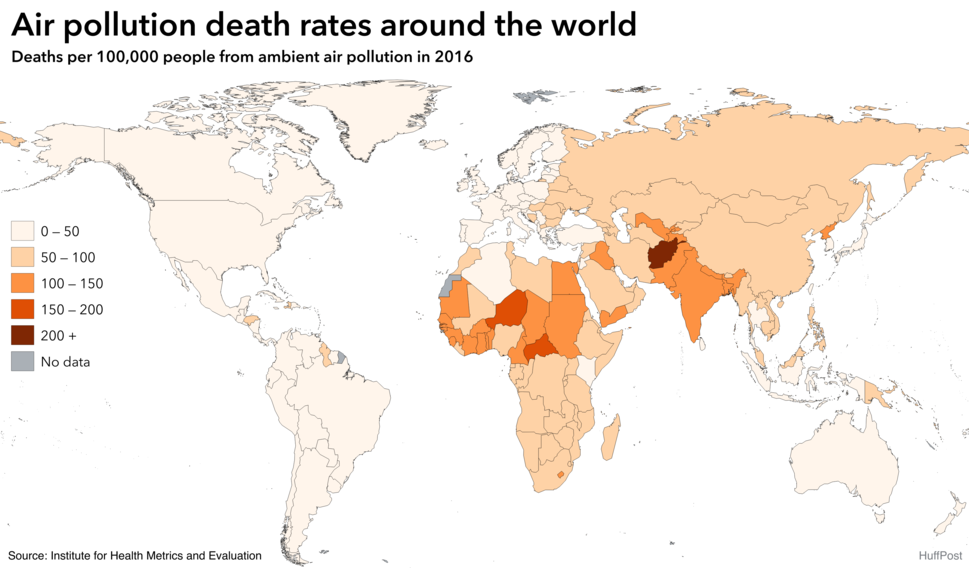 Air pollution death rates around the world
Deaths per 100,000 people from ambient air pollution in 2016
0 – 50
50 – 100
100 – 150
150 – 200
200 +
No data
Source: Institute for Health Metrics and Evaluation
HuffPost